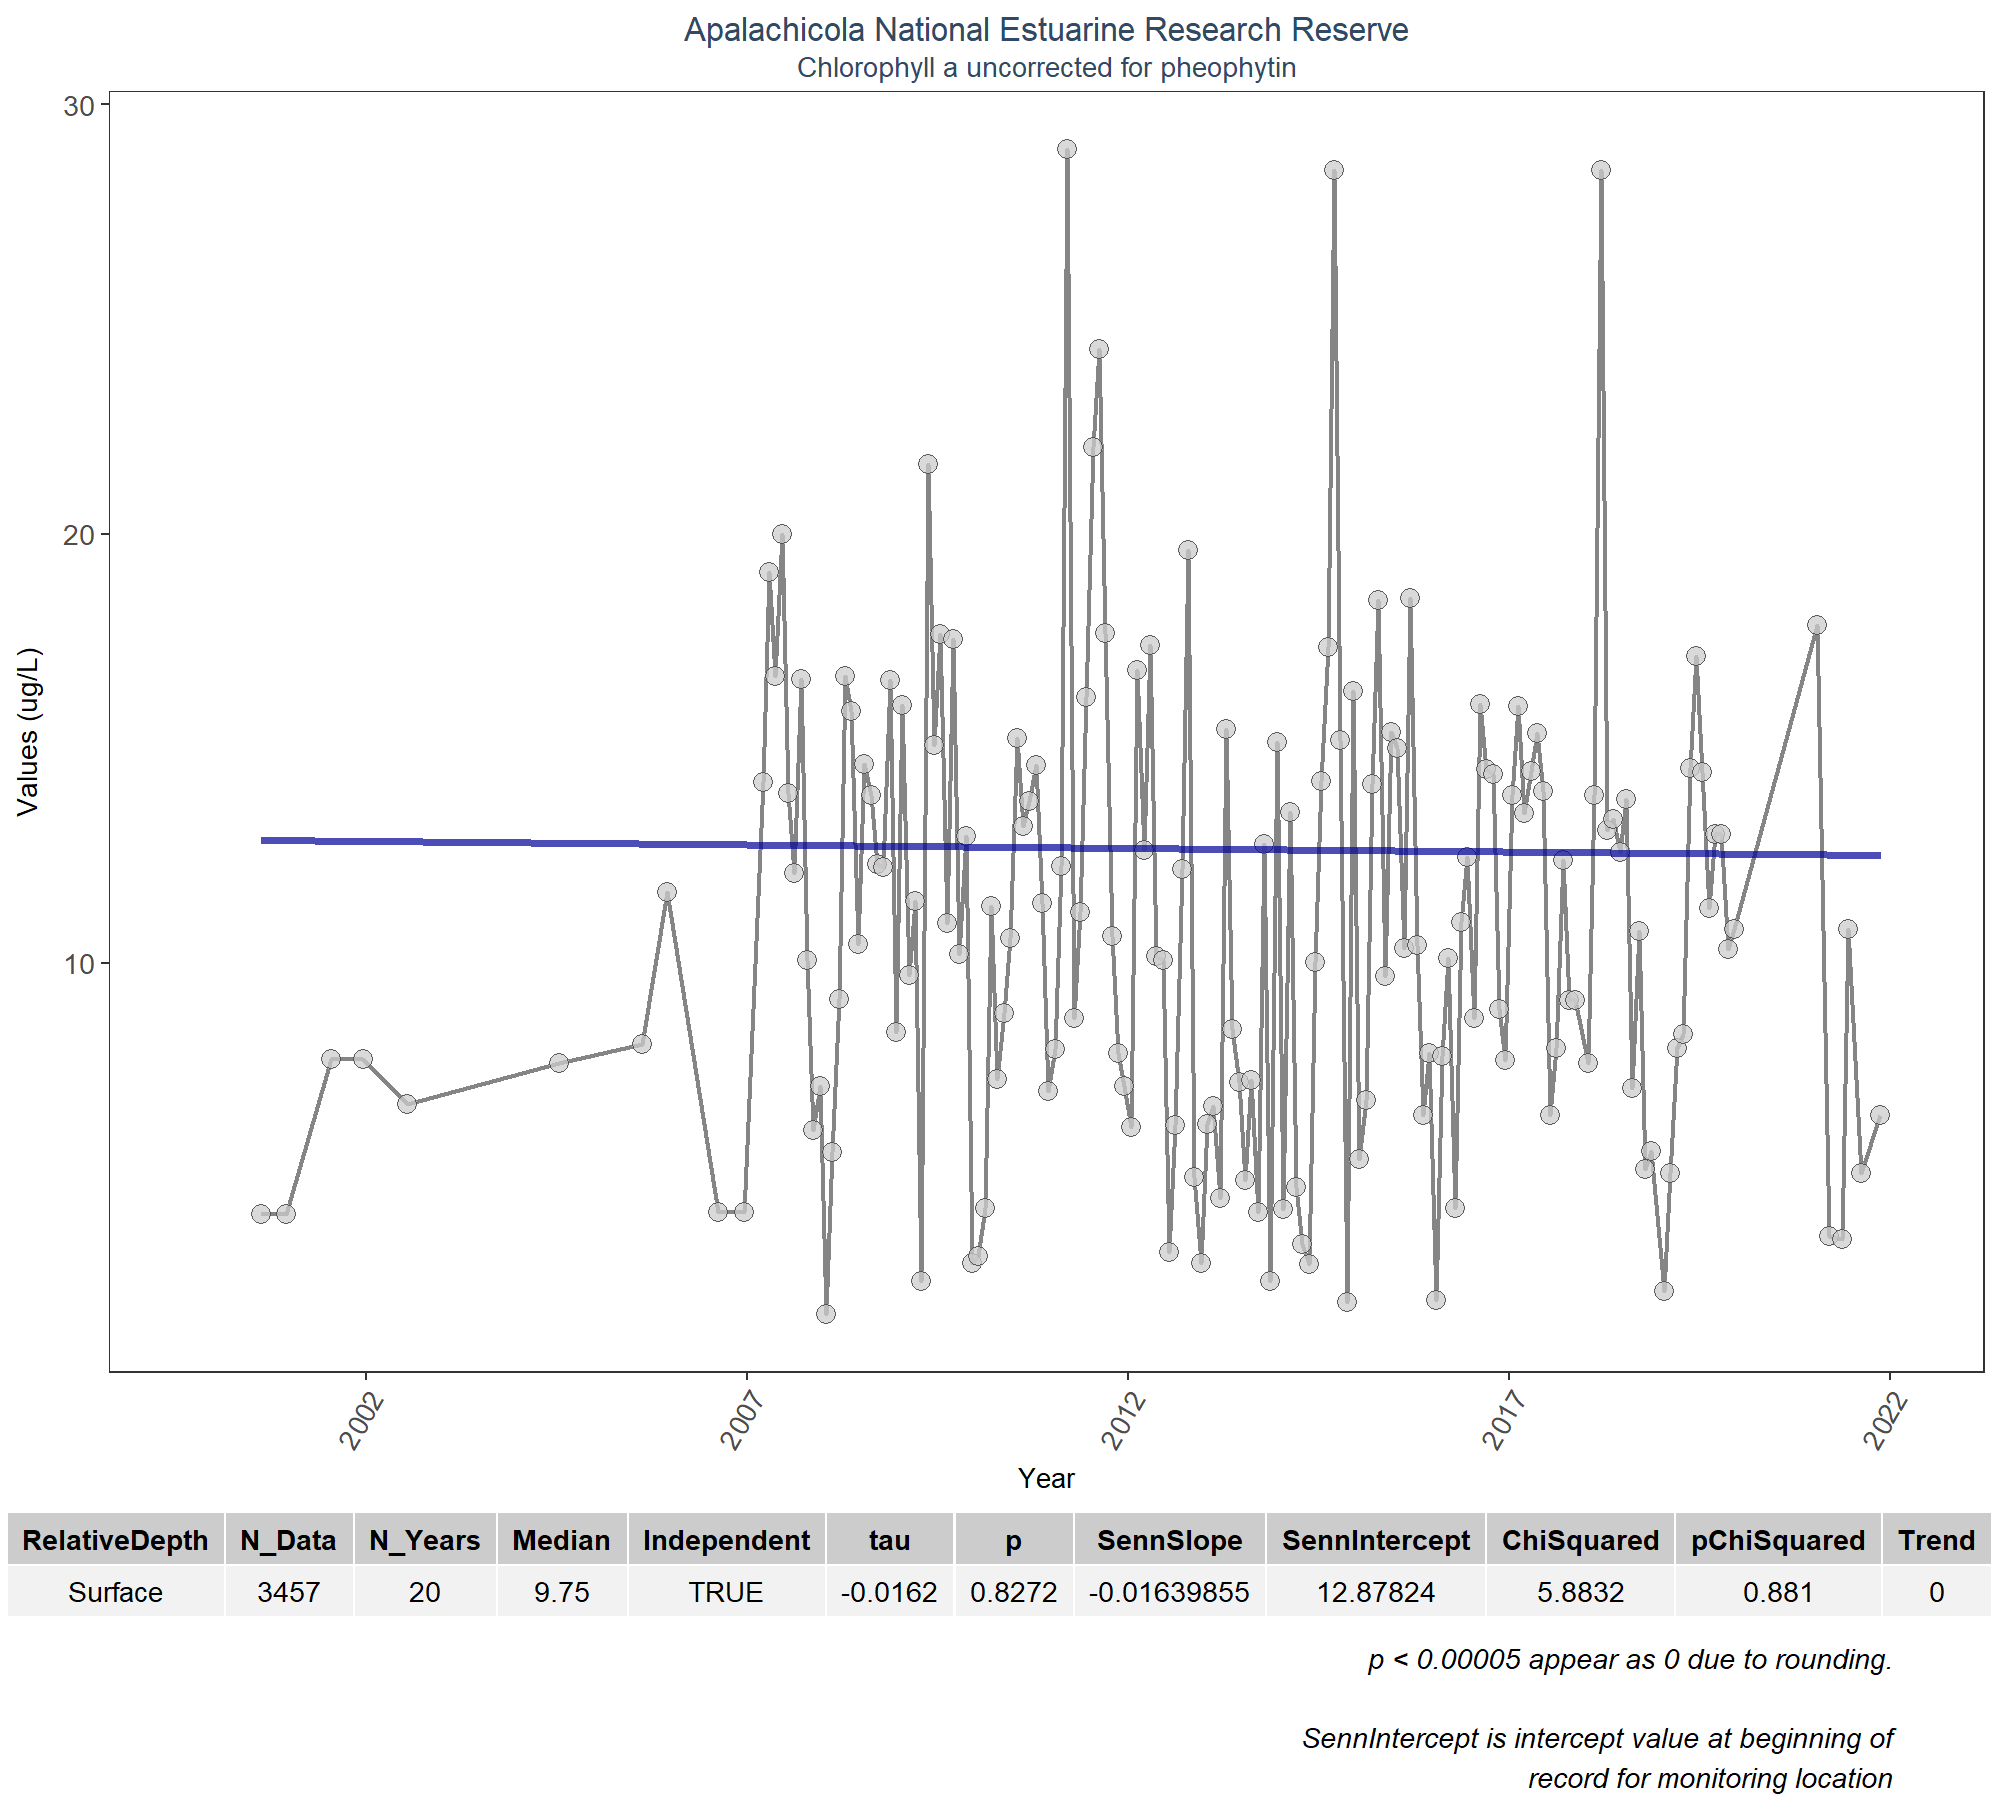 Apalachicola National Estuarine Research Reserve
Chlorophyll a uncorrected for pheophytin
30
20
10
Values (ug/L)
2002 2007 2012 2017 2022
Year
RelativeDepth N_Data N_Years Median Independent tau p SennSlope SennIntercept ChiSquared pChiSquared Trend
Surface 3457 20 9.75 TRUE -0.0162 0.8272 -0.01639855 12.87824 5.8832 0.881 0
p < 0.00005 appear as 0 due to rounding.
SennIntercept is intercept value at beginning of
record for monitoring location